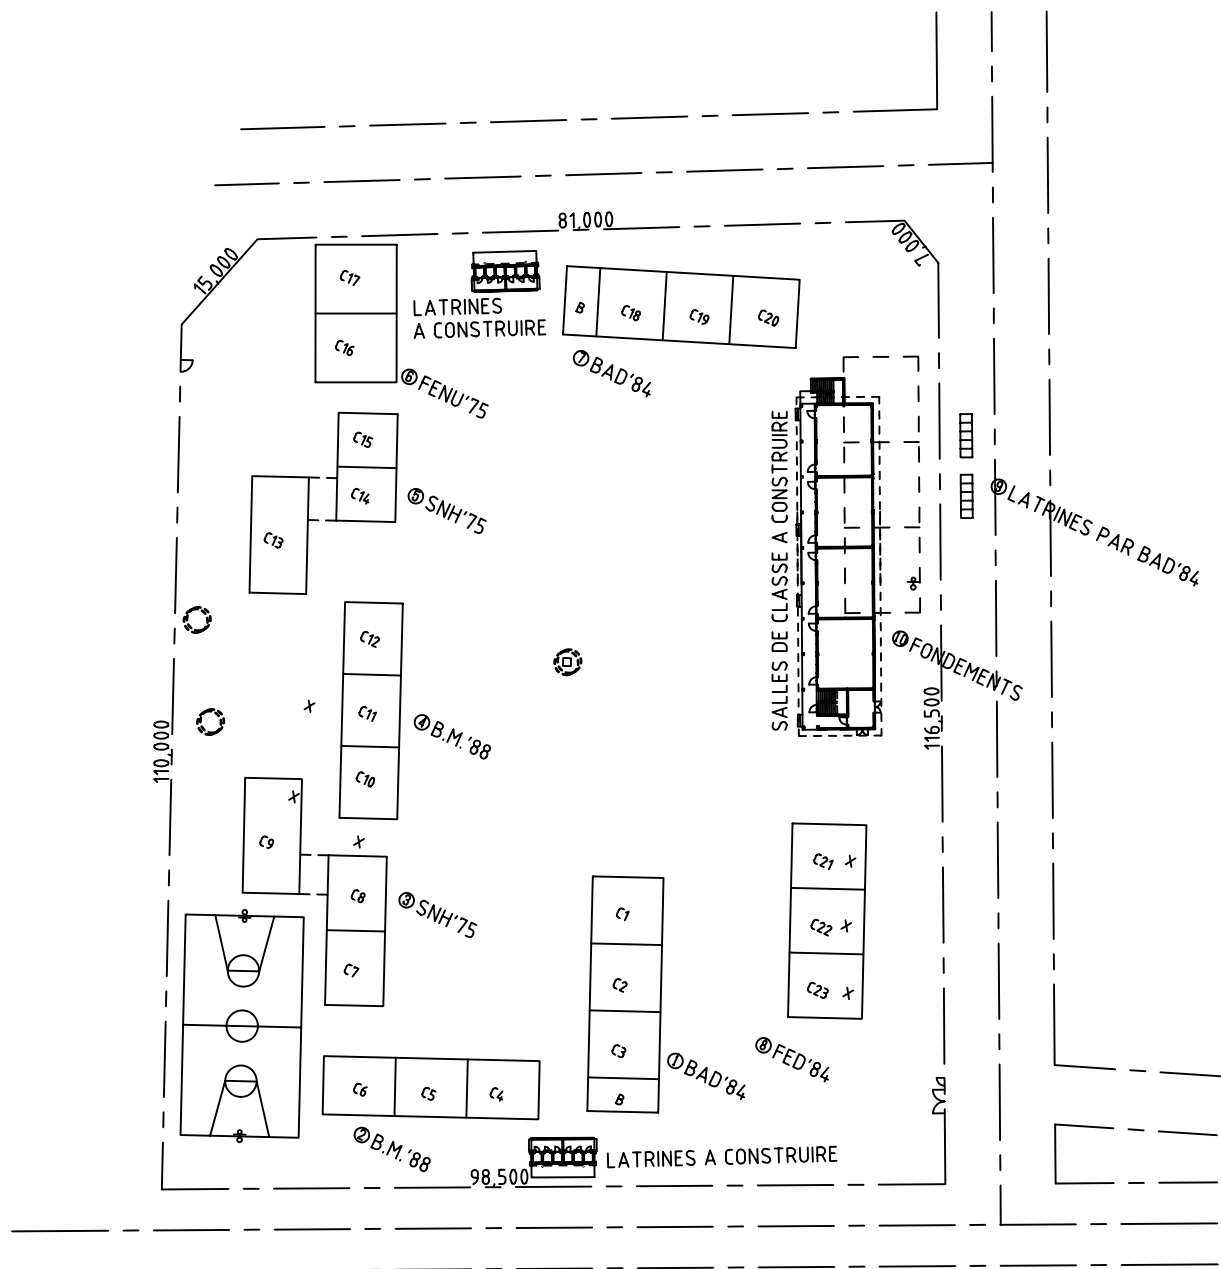 81,000
15,000
7,000
C17
LATRINES
A CONSTRUIRE
B
C18
C19
C20
C16
⑦BAD'84
⑥FENU'75
C15
C14
⑤SNH'75
C13
SALLES DE CLASSE A CONSTRUIRE
⑨LATRINES PAR BAD'84
C12
⑩FONDEMENTS
C11
X
④B.M.'88
116,500
110,000
C10
X
C9
X
C8
③SNH'75
C7
C21 X
C22 X
C23 X
C1
C2
C3
B
①BAD'84
⑧FED'84
C6
C5
C4
②B.M.'88
LATRINES A CONSTRUIRE
98,500